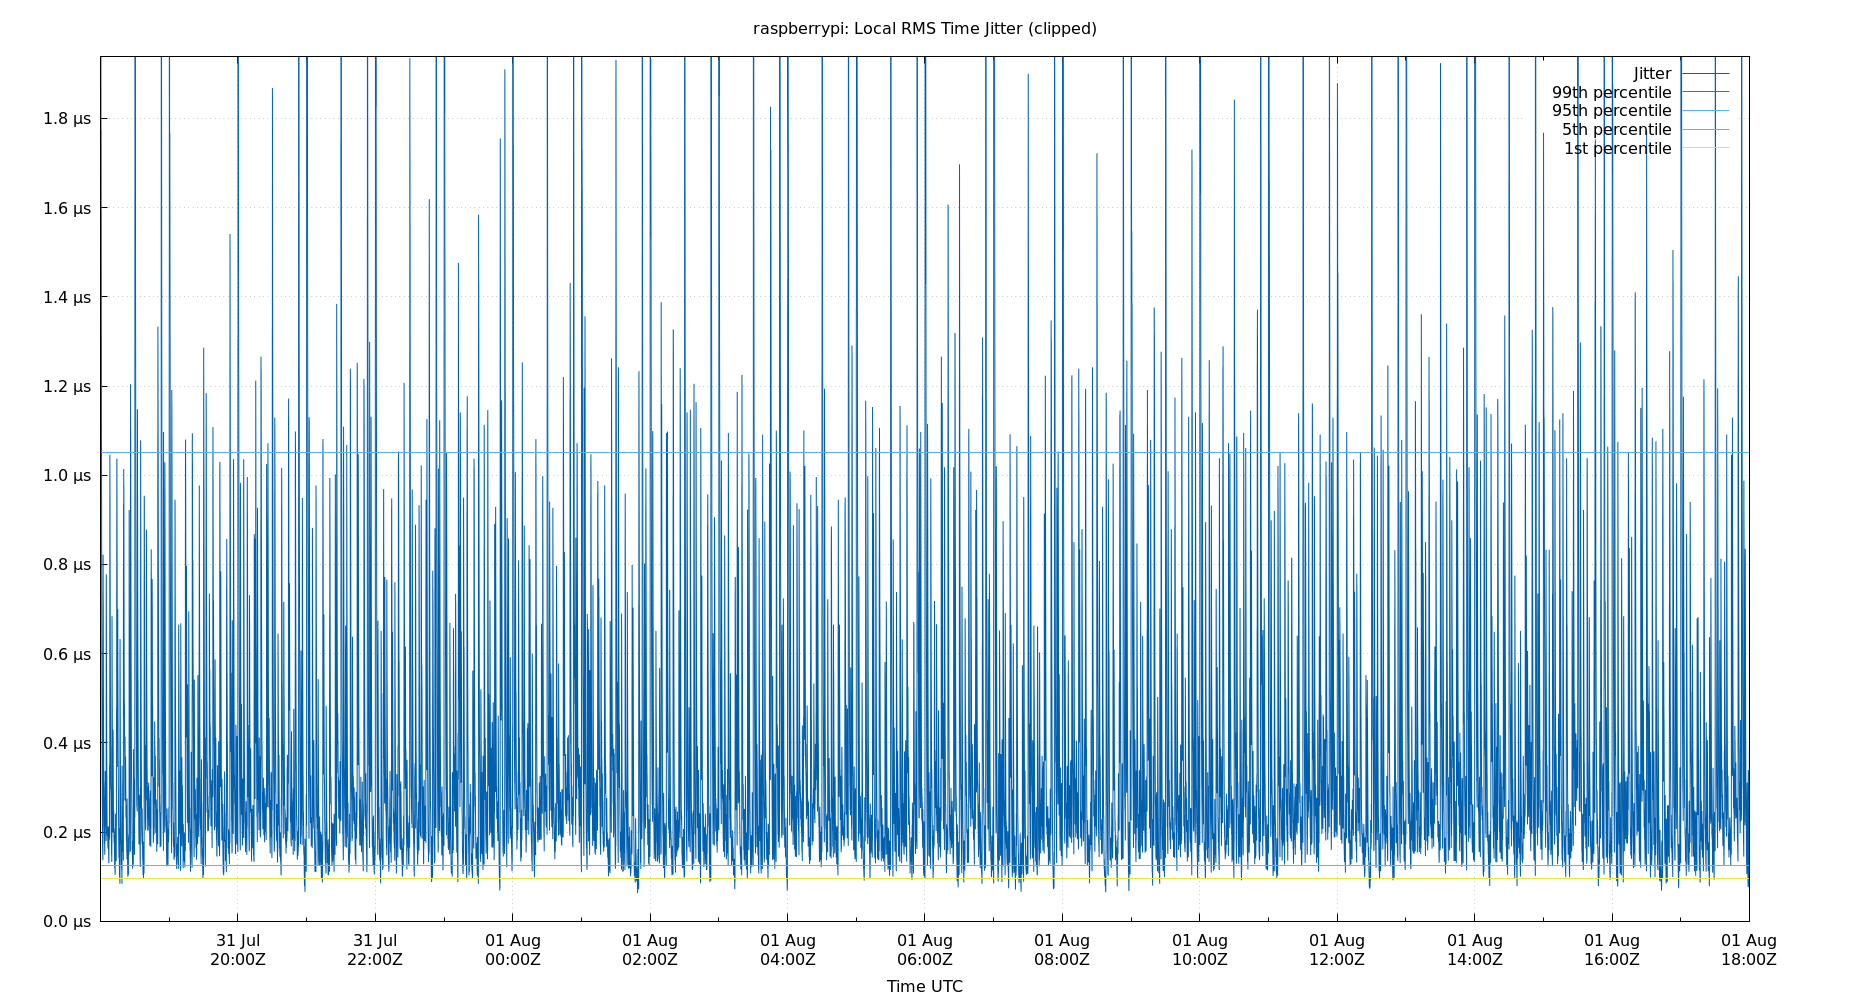 raspberrypi: Local RMS Time Jitter (clipped)
Jitter
99th percentile
95th percentile
5th percentile
1st percentile
1.8 μs
1.6 μs
1.4 μs
1.2 μs
1.0 μs
0.8 μs
0.6 μs
0.4 μs
0.2 μs
0.0 μs
31 Jul 31 Jul 01 Aug 01 Aug 01 Aug 01 Aug 01 Aug 01 Aug 01 Aug 01 Aug 01 Aug 01 Aug
20:00Z 22:00Z 00:00Z 02:00Z 04:00Z 06:00Z 08:00Z 10:00Z 12:00Z 14:00Z 16:00Z 18:00Z
Time UTC